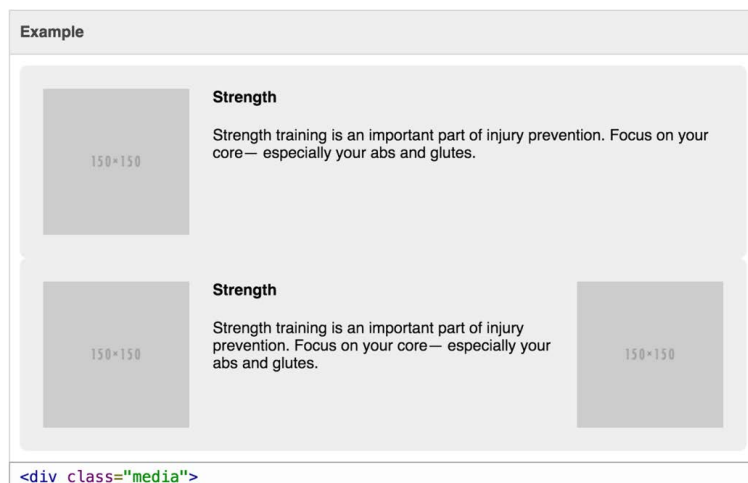 Example
Strength
Strength training is an important part of injury prevention. Focus on your
core— especially your abs and glutes.
150×150
Strength
Strength training is an important part of injury
prevention. Focus on your core— especially your
abs and glutes.
150×150
150×150
<div class="media">